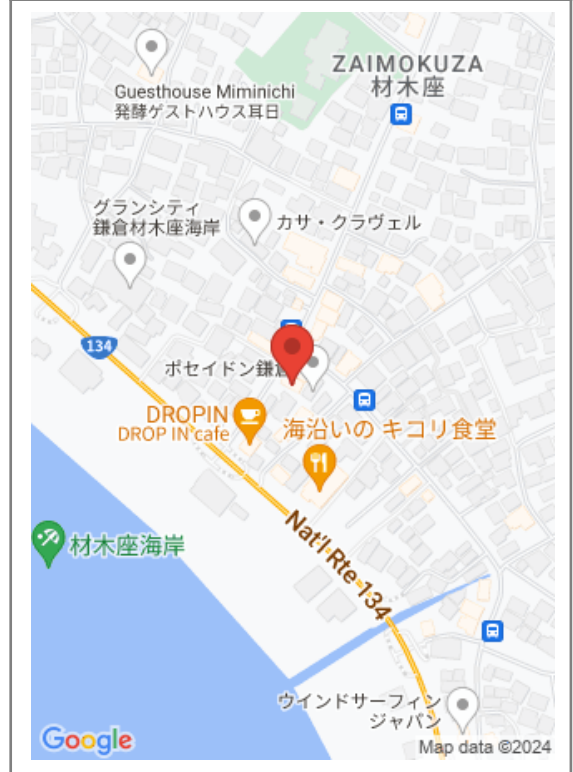 ZAIMOKUZA
材木座
Guesthouse Miminichi
発酵ゲストハウス耳日
グランシティ
鎌倉材木座海岸
カサ・クラヴェル
134
ポセイドン鎌倉
DROPIN
DROP IN cafe
海沿いの キコリ食堂
Nat'l Rte 134
材木座海岸
ウインドサーフィン
ジャパン
Google
Map data ©2024